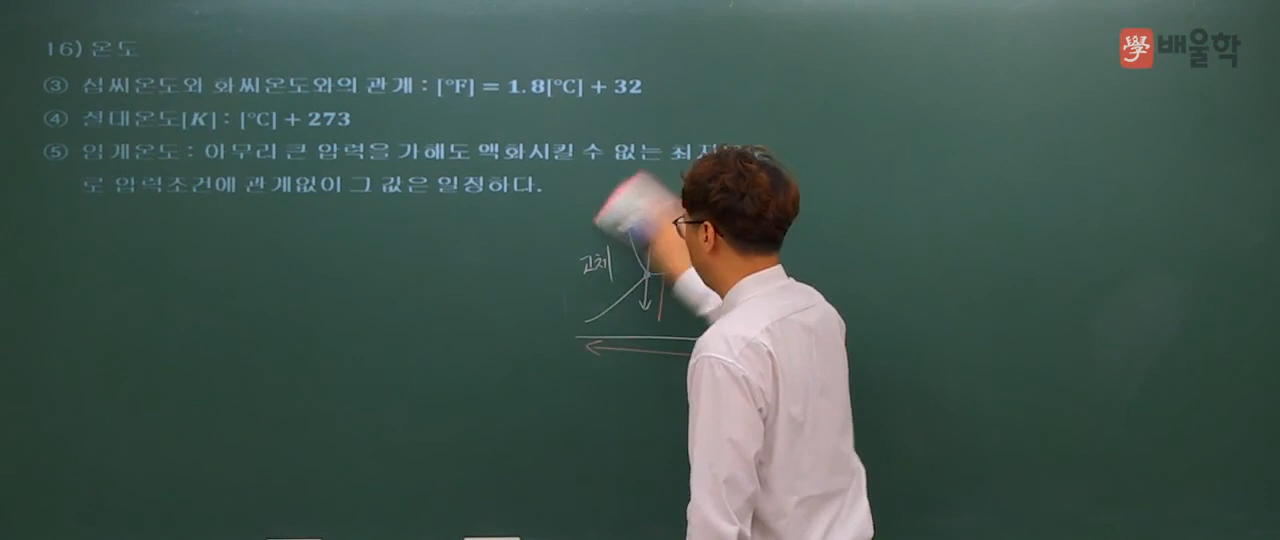 16) 온도
學 배울학
③ 섭씨온도와 화씨온도와의 관계 : [℉] = 1.8[℃] + 32
④ 절대온도[K] : [℃] + 273
⑤ 임계온도 : 아무리 큰 압력을 가해도 액화시킬 수 없는
로 압력조건에 관계없이 그 값은 일정하다.
고체